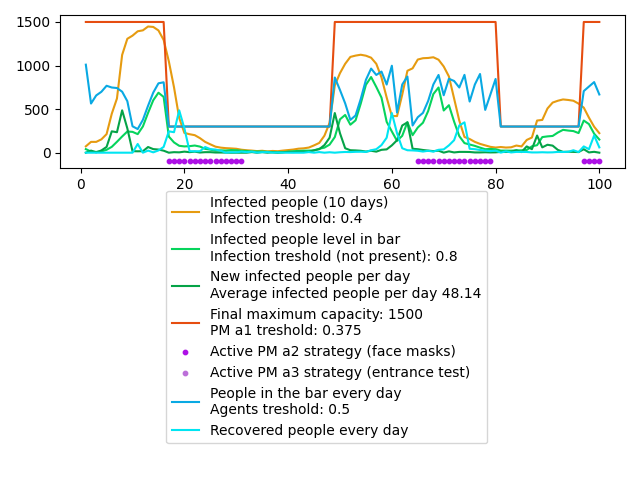 1500
1000
500
0
0
20
40
60
80
100
Infected people (10 days)
Infection treshold: 0.4
Infected people level in bar
Infection treshold (not present): 0.8
New infected people per day
Average infected people per day 48.14
Final maximum capacity: 1500
PM a1 treshold: 0.375
Active PM a2 strategy (face masks)
Active PM a3 strategy (entrance test)
People in the bar every day
Agents treshold: 0.5
Recovered people every day